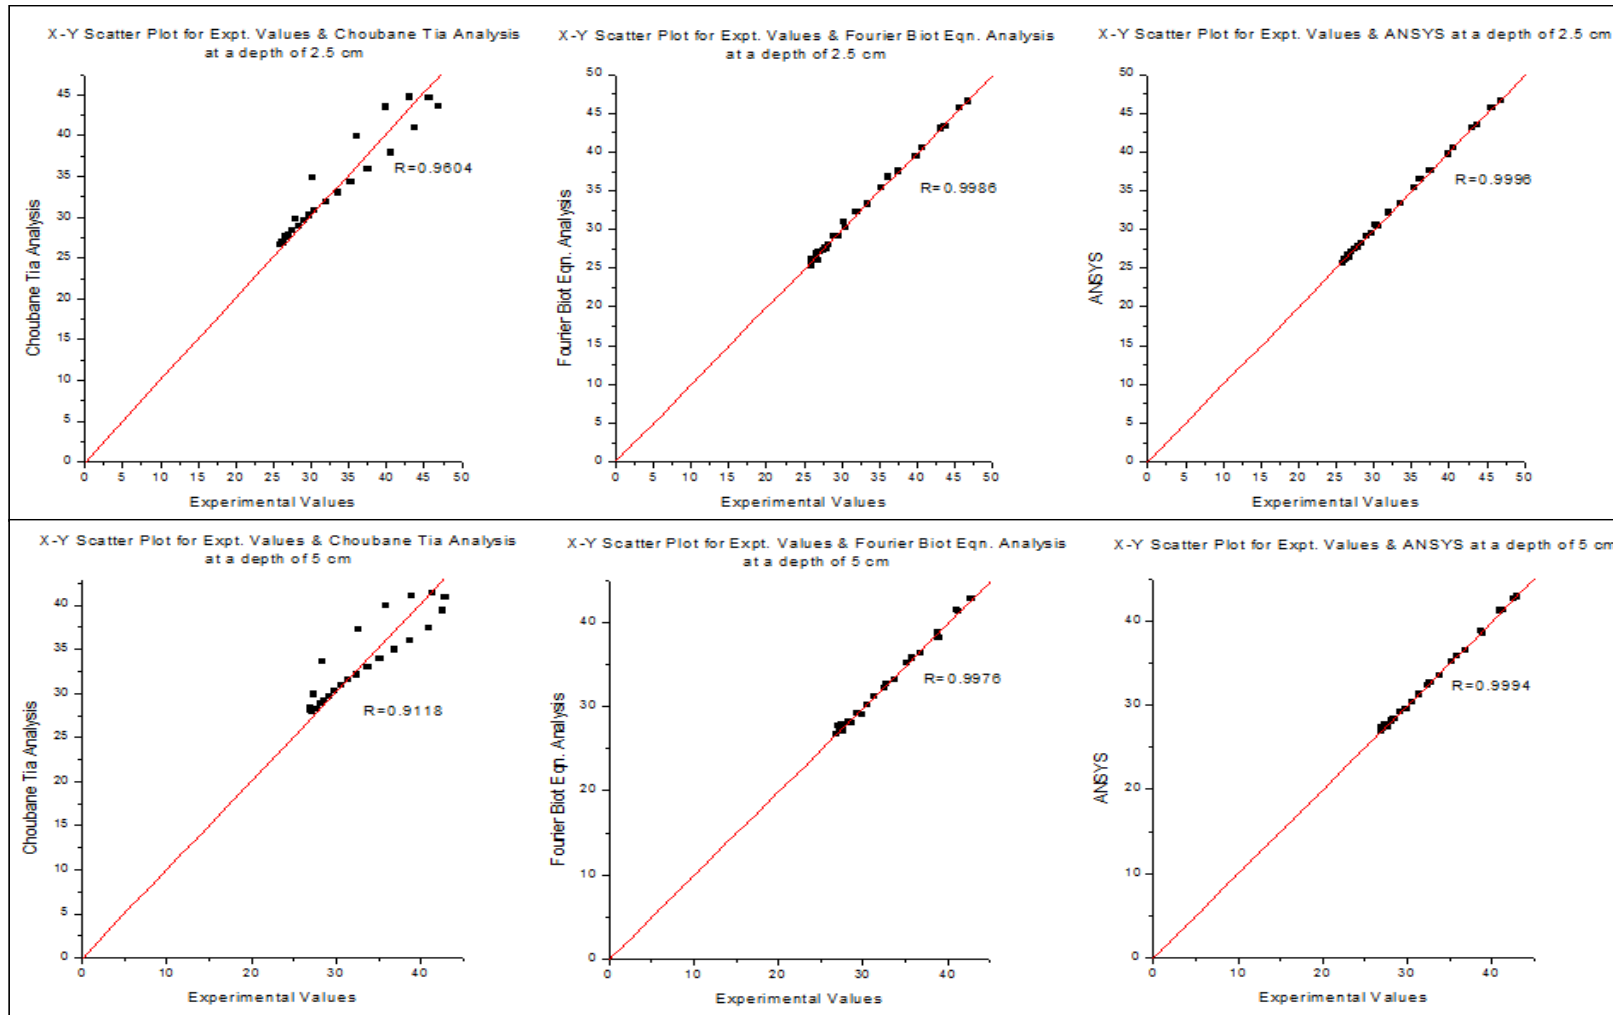 X-Y Scatter Plot for Expt. Values & Choubane Tia Analysis
at a depth of 2.5 cm
45
40
35
30
25
20
15
10
5
0
Choubane Tia Analysis
R=0.9604
0 5 10 15 20 25 30 35 40 45 50
Experimental Values
X-Y Scatter Plot for Expt. Values & Fourier Biot Eqn. Analysis
at a depth of 2.5 cm
50
45
40
35
30
25
20
15
10
5
0
Fourier Biot Eqn. Analysis
R=0.9986
0 5 10 15 20 25 30 35 40 45 50
Experimental Values
X-Y Scatter Plot for Expt. Values & ANSYS at a depth of 2.5 cm
50
45
40
35
30
25
20
15
10
5
0
ANSYS
R=0.9996
0 5 10 15 20 25 30 35 40 45 50
Experimental Values
X-Y Scatter Plot for Expt. Values & Choubane Tia Analysis
at a depth of 5 cm
40
35
30
25
20
15
10
5
0
Choubane Tia Analysis
R=0.9118
0 10 20 30 40
Experimental Values
X-Y Scatter Plot for Expt. Values & Fourier Biot Eqn. Analysis
at a depth of 5 cm
40
30
20
10
0
Fourier Biot Eqn. Analysis
R=0.9976
0 10 20 30 40
Experimental Values
X-Y Scatter Plot for Expt. Values & ANSYS at a depth of 5 cm
40
30
20
10
0
ANSYS
R=0.9994
0 10 20 30 40
Experimental Values